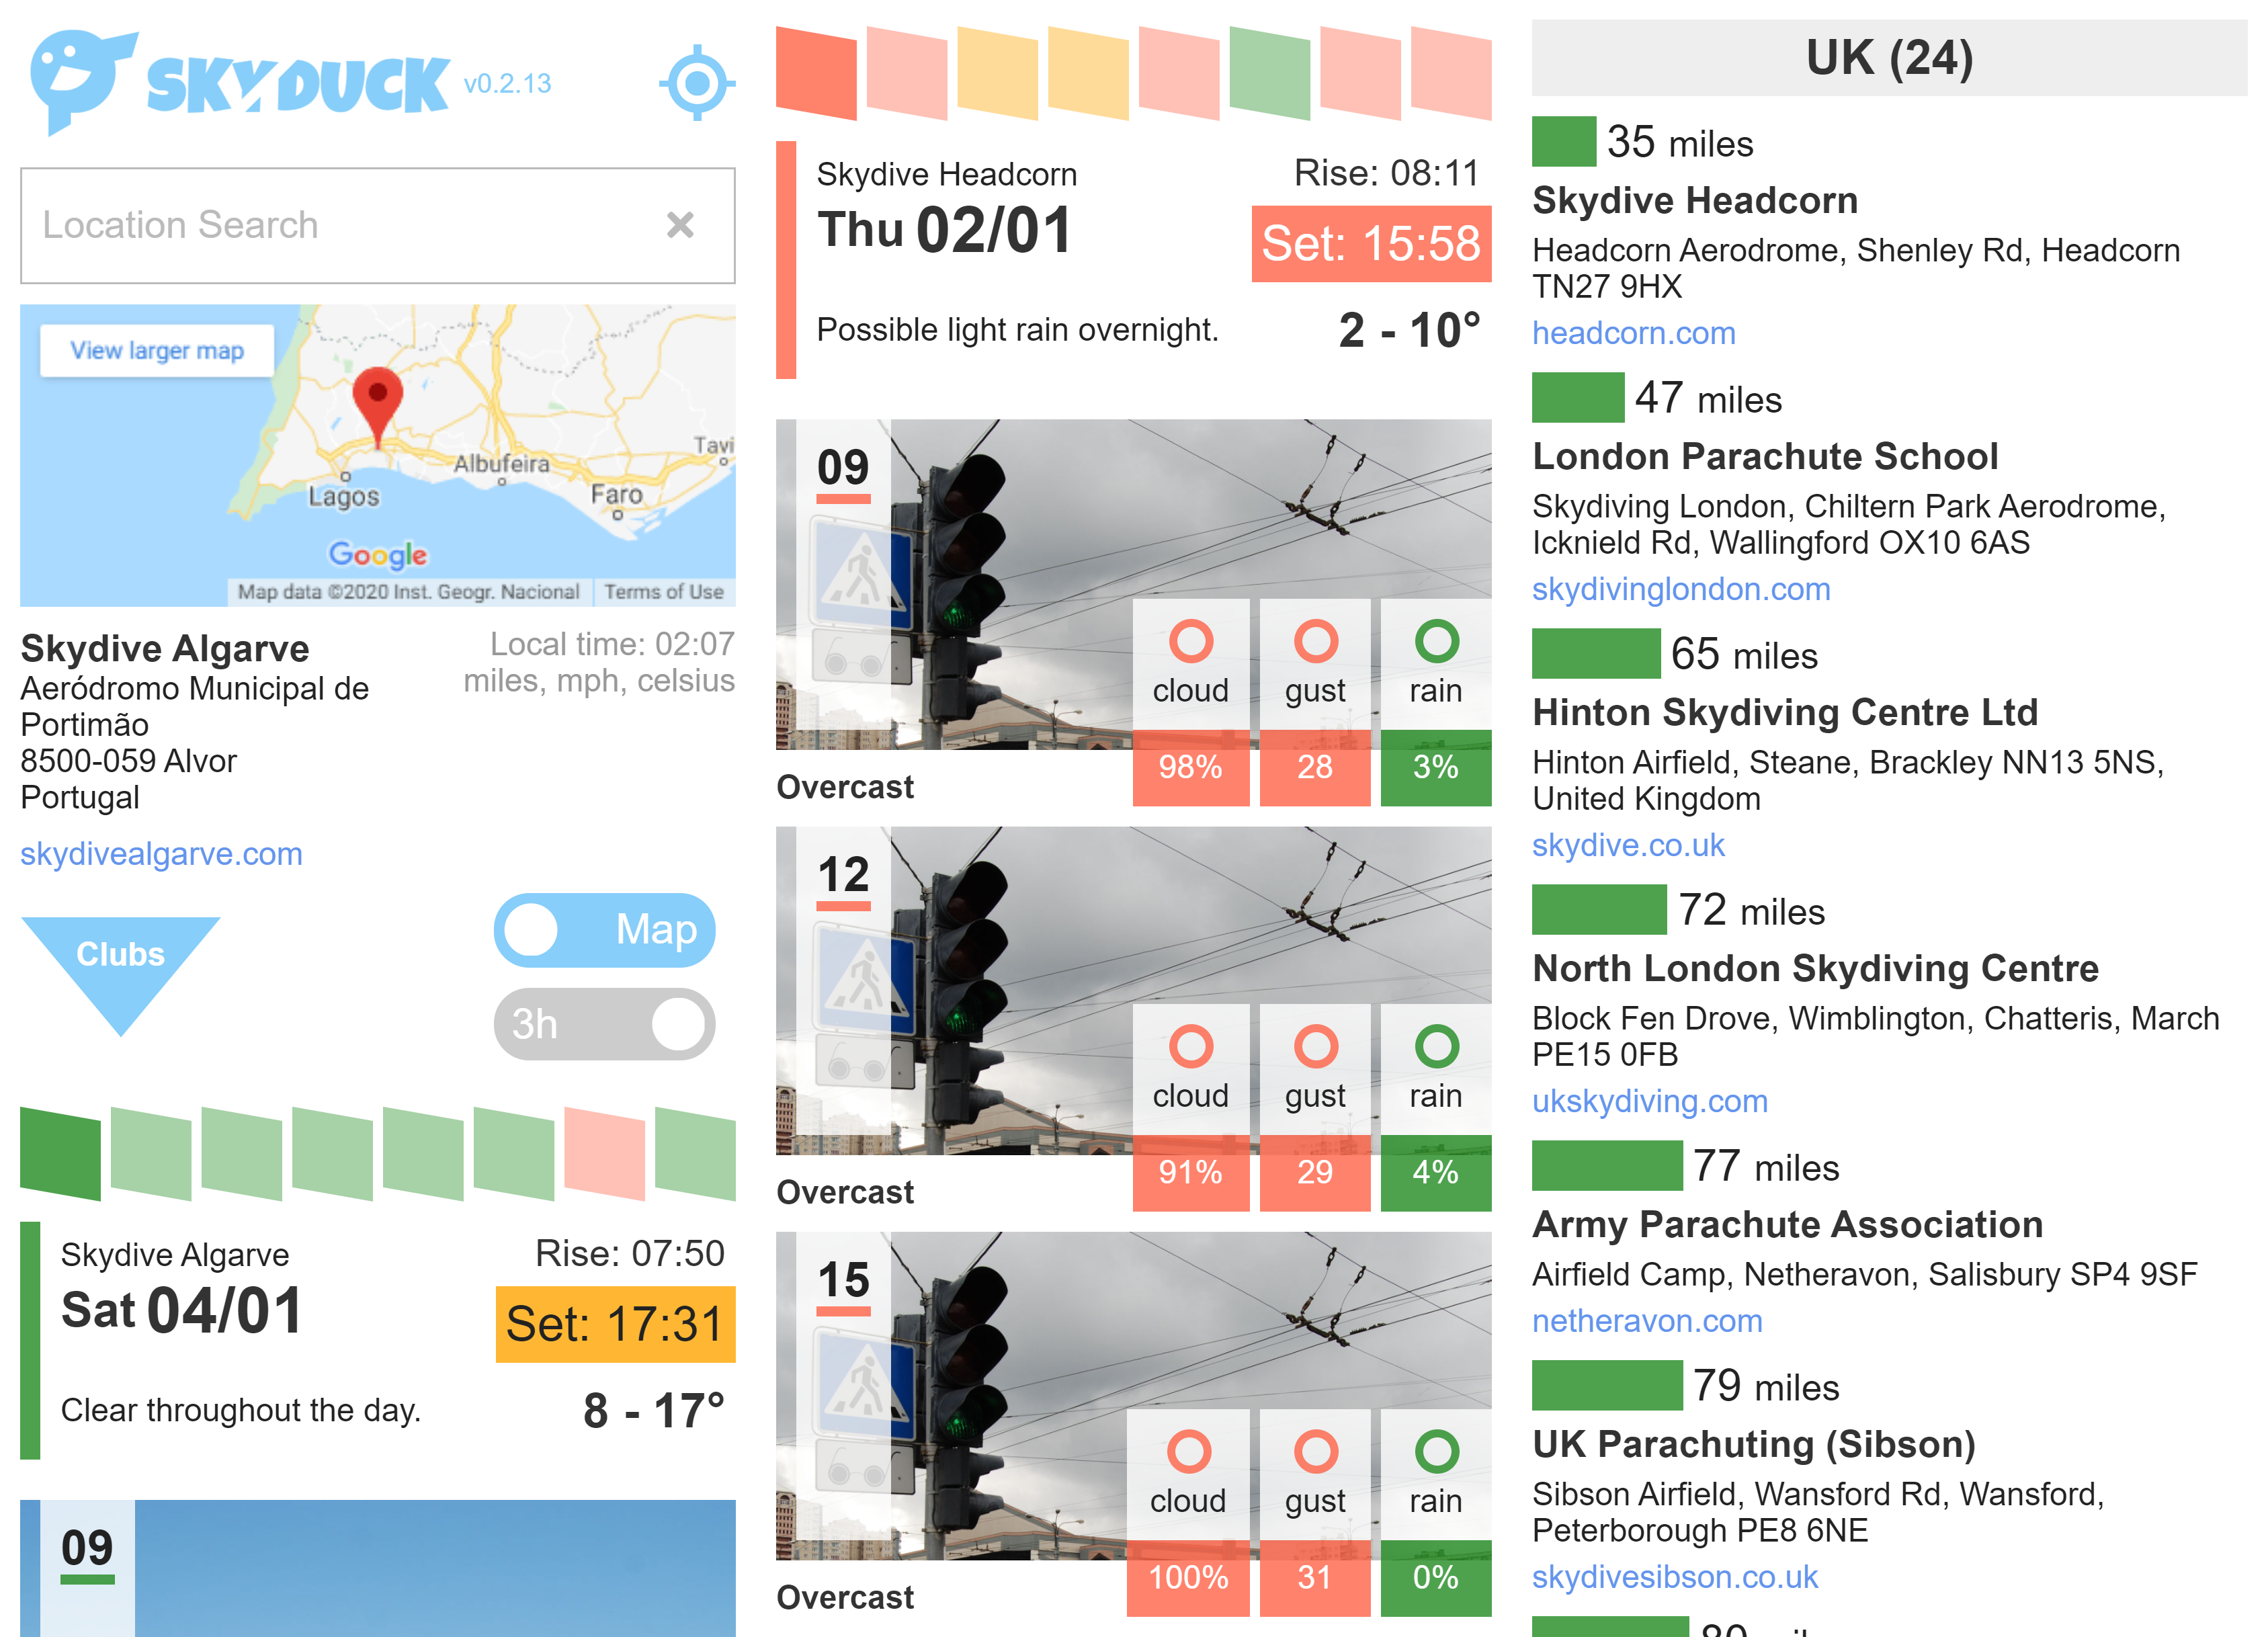 SKYDUCK v0.2.13
Location Search
View larger map
Tavi
Albufeira
Lagos
Faro
Google
Map data ©2020 Inst. Geogr. Nacional
Terms of Use
Skydive Algarve
Aeródromo Municipal de
Portimão
8500-059 Alvor
Portugal
Local time: 02:07
miles, mph, celsius
skydivealgarve.com
Clubs
Map
3h
Skydive Algarve
Sat 04/01
Rise: 07:50
Set: 17:31
Clear throughout the day.
8 - 17°
09
Skydive Headcorn
Thu 02/01
Rise: 08:11
Set: 15:58
Possible light rain overnight.
2 - 10°
09
cloud gust rain
98% 28 3%
Overcast
12
cloud gust rain
91% 29 4%
Overcast
15
cloud gust rain
100% 31 0%
Overcast
UK (24)
35 miles
Skydive Headcorn
Headcorn Aerodrome, Shenley Rd, Headcorn
TN27 9HX
headcorn.com
47 miles
London Parachute School
Skydiving London, Chiltern Park Aerodrome,
Icknield Rd, Wallingford OX10 6AS
skydivinglondon.com
65 miles
Hinton Skydiving Centre Ltd
Hinton Airfield, Steane, Brackley NN13 5NS,
United Kingdom
skydive.co.uk
72 miles
North London Skydiving Centre
Block Fen Drove, Wimblington, Chatteris, March
PE15 0FB
ukskydiving.com
77 miles
Army Parachute Association
Airfield Camp, Netheravon, Salisbury SP4 9SF
netheravon.com
79 miles
UK Parachuting (Sibson)
Sibson Airfield, Wansford Rd, Wansford,
Peterborough PE8 6NE
skydivesibson.co.uk